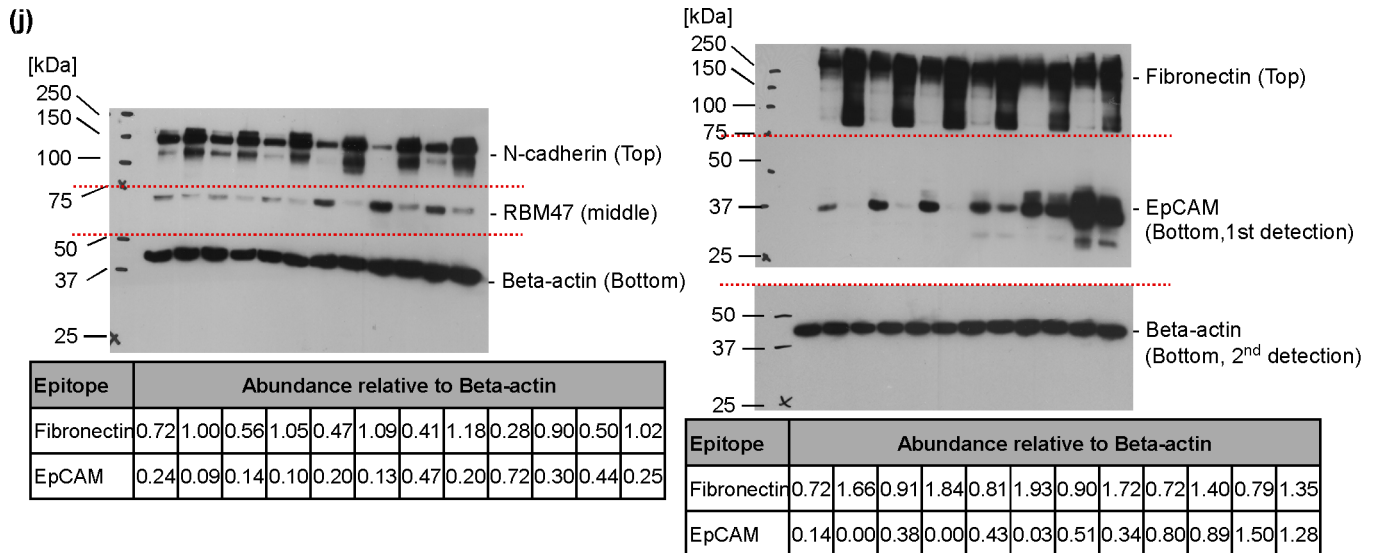 (j)
[kDa]
250
150
100
75
50
37
25
N-cadherin (Top)
RBM47 (middle)
Beta-actin (Bottom)
Epitope Abundance relative to Beta-actin
Fibronectin 0.72 1.00 0.56 1.05 0.47 1.09 0.41 1.18 0.28 0.90 0.50 1.02
EpCAM 0.24 0.09 0.14 0.10 0.20 0.13 0.47 0.20 0.72 0.30 0.44 0.25
[kDa]
250
150
100
75
50
37
25
Fibronectin (Top)
EpCAM
(Bottom,1st detection)
50
37
25
Beta-actin
(Bottom, 2nd detection)
Epitope Abundance relative to Beta-actin
Fibronectin 0.72 1.66 0.91 1.84 0.81 1.93 0.90 1.72 0.72 1.40 0.79 1.35
EpCAM 0.14 0.00 0.38 0.00 0.43 0.03 0.51 0.34 0.80 0.89 1.50 1.28